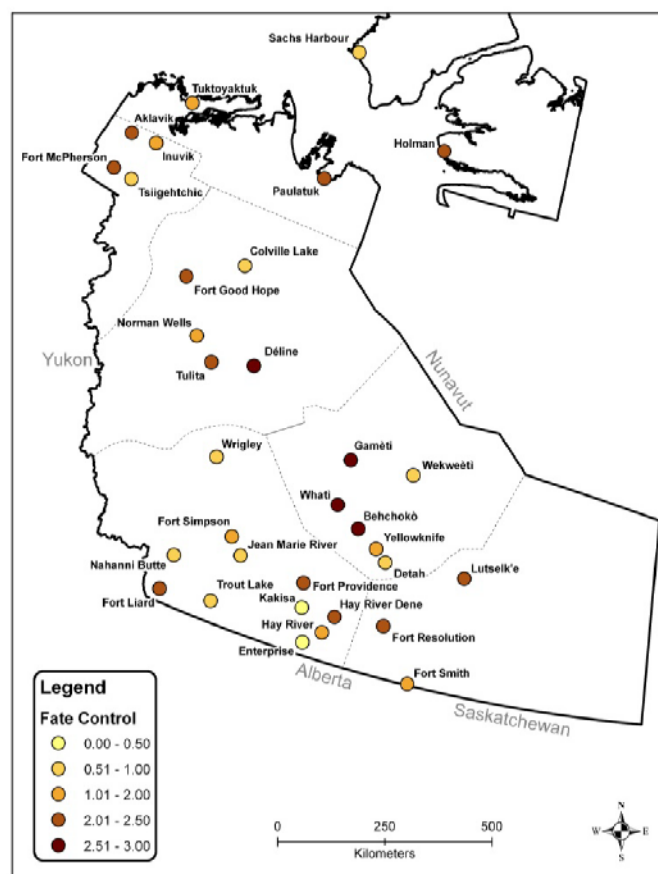 Sachs Harbour
Tuktoyaktuk
Aklavik
Holman
Inuvik
Fort McPherson
Tsiigehtchic
Paulatuk
Colville Lake
Fort Good Hope
Norman Wells
Yukon
Déline
Tulita
Nunavut
Wrigley
Gamèti
Wekweèti
Whati
Behchokò
Fort Simpson
Yellowknife
Jean Marie River
Nahanni Butte
Detah
Lutselk'e
Trout Lake
Fort Providence
Fort Liard
Kakisa
Hay River Dene
Hay River
Fort Resolution
Enterprise
Fort Smith
Alberta
Saskatchewan
Legend
Fate Control
0.00 - 0.50
0.51 - 1.00
1.01 - 2.00
2.01 - 2.50
2.51 - 3.00
N
W E
S
0 250 500
Kilometers